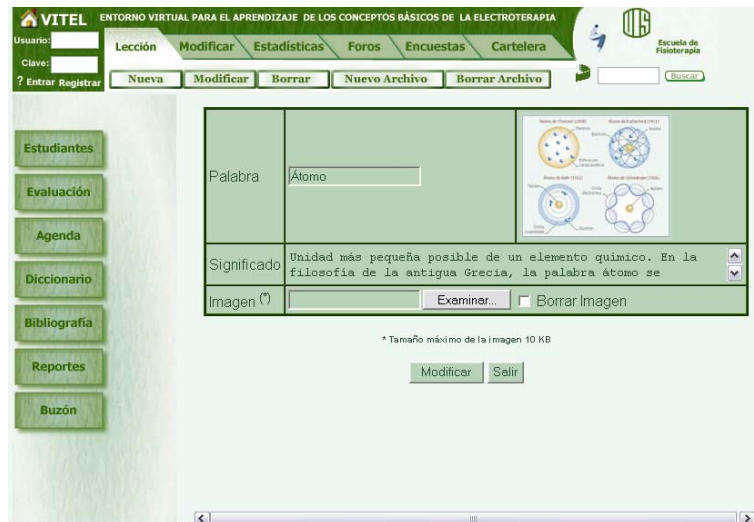 VITEL ENTORNO VIRTUAL PARA EL APRENDIZAJE DE LOS CONCEPTOS BÁSICOS DE LA ELECTROTERAPIA
Usuario:
Clave:
? Entrar Registrar
Lección Modificar Estadísticas Foros Encuestas Cartelera
Escuela de
Fisioterapia
Nueva Modificar Borrar Nuevo Archivo Borrar Archivo
Buscar
Estudiantes
Evaluación
Agenda
Diccionario
Bibliografía
Reportes
Buzón
Palabra
Átomo
Significado
Unidad más pequeña posible de un elemento químico. En la
filosofía de la antigua Grecia, la palabra átomo se
Imagen (*)
Examinar...
Borrar Imagen
* Tamaño máximo de la imagen 10 KB
Modificar Salir